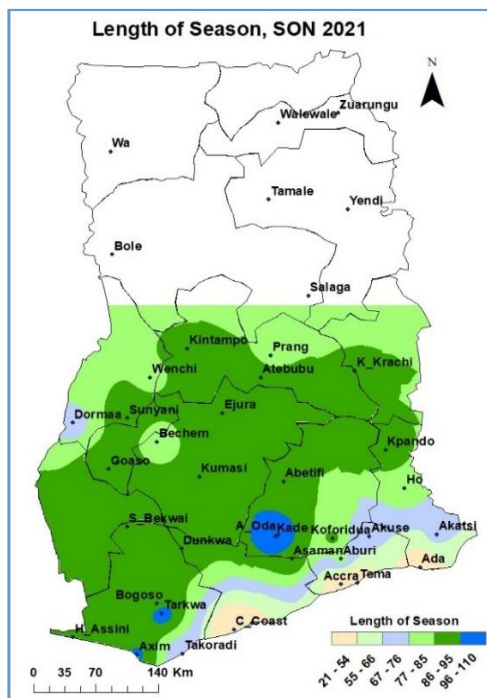 Length of Season, SON 2021
N
Zuarungu
Walewale
Wa
Tamale
Yendi
Bole
Salaga
Kintampo
Prang
K_Krachi
Wenchi
Atebubu
Dormaa
Sunyani
Ejura
Bechem
Kpando
Goaso
Kumasi
Abetifi
Ho
S_Bekwai
A_Oda
Kade
Koforidua
Akuse
Akatsi
Dunkwa
Asaman
Aburi
Ada
Accra
Tema
Bogoso
Tarkwa
C_Coast
H_Assini
Axim
Takoradi
Length of Season
21 - 54
55 - 66
67 - 76
77 - 85
86 - 95
96 - 110
0 35 70 140 Km